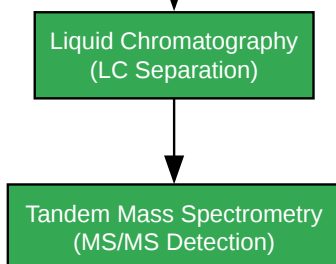 Liquid Chromatography
(LC Separation)
Tandem Mass Spectrometry
(MS/MS Detection)